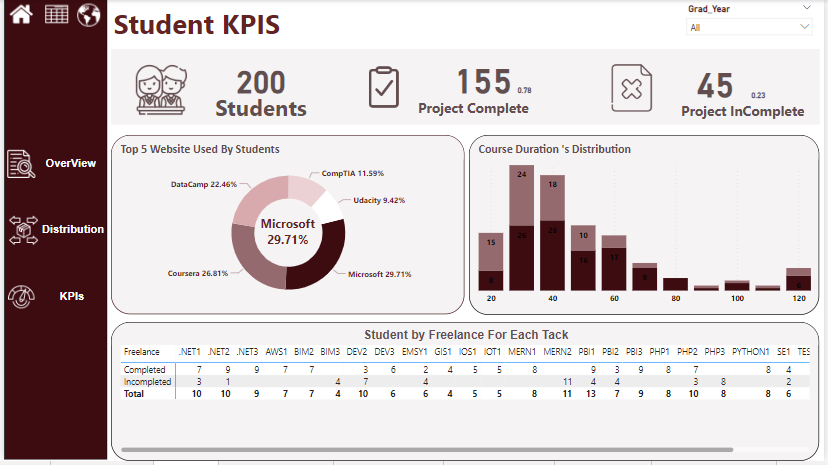 Student KPIS
Grad_Year
All
200
Students
155
0.78
Project Complete
45
0.23
Project InComplete
OverView
Distribution
KPIs
Top 5 Website Used By Students
CompTIA 11.59%
DataCamp 22.46%
Udacity 9.42%
Microsoft
29.71%
Coursera 26.81%
Microsoft 29.71%
Course Duration 's Distribution
24
18
15
10
26
28
16
17
20
40
60
80
100
120
Student by Freelance For Each Tack
Freelance .NET1 .NET2 .NET3 AWS1 BIM2 BIM3 DEV2 DEV3 EMSY1 GIS1 IOS1 IOT1 MERN1 MERN2 PBI1 PBI2 PBI3 PHP1 PHP2 PHP3 PYTHON1 SE1 TES
Completed 7 9 9 7 7 3 6 2 4 5 5 8 9 3 9 8 7 8 4
Incompleted 3 1 4 7 4 11 4 4 3 8 2
Total 10 10 9 7 7 4 10 6 6 4 5 5 8 11 13 7 9 8 10 8 8 6